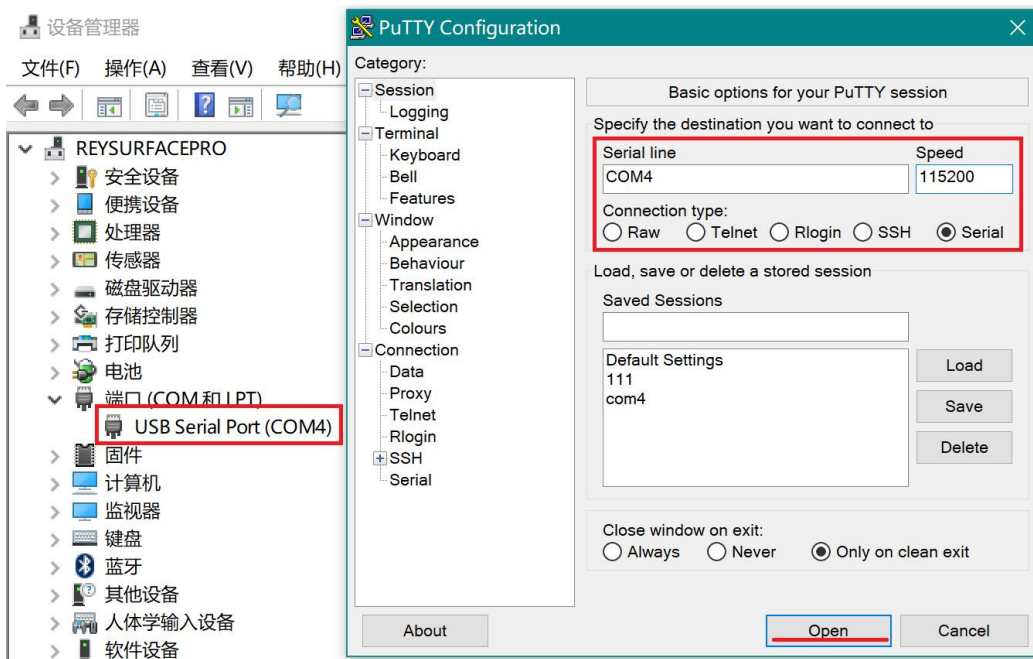 设备管理器
文件(F) 操作(A) 查看(V) 帮助(H)
REYSURFACEPRO
安全设备
便携设备
处理器
传感器
磁盘驱动器
存储控制器
打印队列
电池
端口 (COM 和 LPT)
USB Serial Port (COM4)
固件
计算机
监视器
键盘
蓝牙
其他设备
人体学输入设备
软件设备
PuTTY Configuration
Category:
Session
Logging
Terminal
Keyboard
Bell
Features
Window
Appearance
Behaviour
Translation
Selection
Colours
Connection
Data
Proxy
Telnet
Rlogin
SSH
Serial
Basic options for your PuTTY session
Specify the destination you want to connect to
Serial line Speed
COM4 115200
Connection type:
Raw Telnet Rlogin SSH Serial
Load, save or delete a stored session
Saved Sessions
Default Settings
111
com4
Load
Save
Delete
Close window on exit:
Always Never Only on clean exit
About Open Cancel